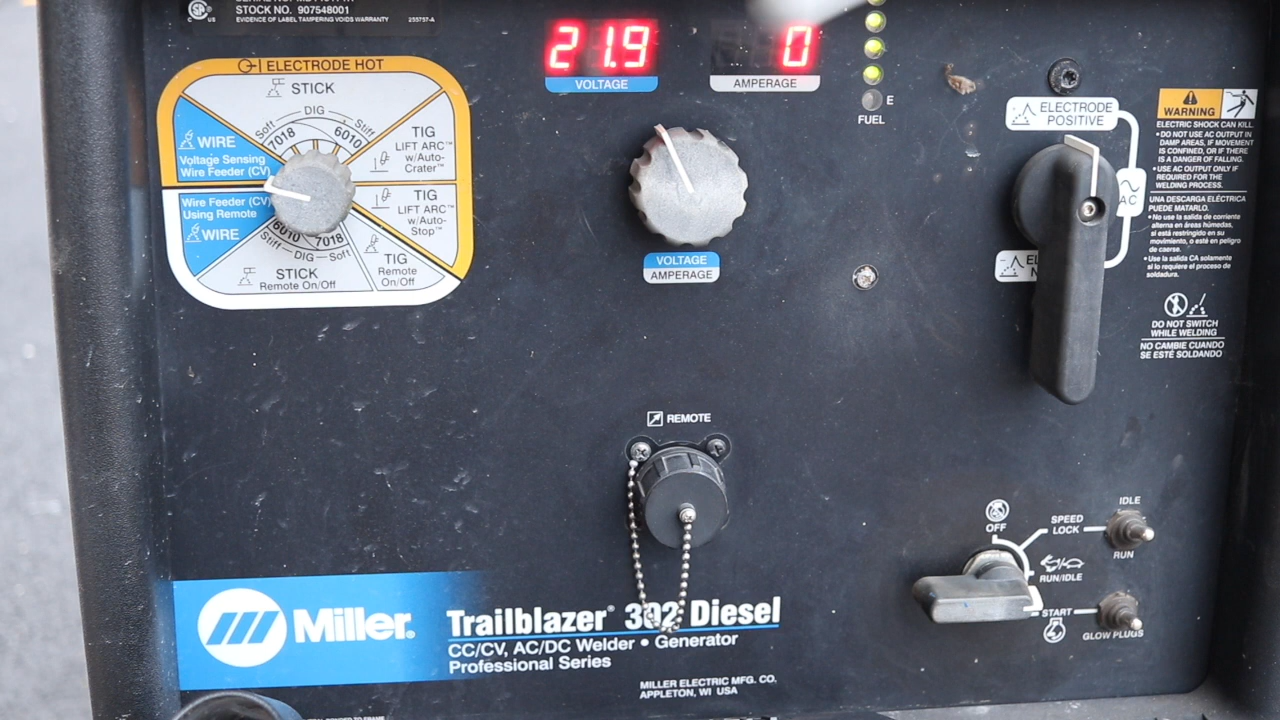 STOCK NO. 907548001
EVIDENCE OF LABEL TAMPERING VOIDS WARRANTY 255757-A
21.9
VOLTAGE
0
AMPERAGE
E
FUEL
ELECTRODE HOT
STICK
DIG
Soft
Stiff
7018
6010
WIRE
Voltage Sensing
Wire Feeder (CV)
TIG
LIFT ARC™
w/Auto-
Crater™
TIG
LIFT ARC™
w/Auto-
Stop™
Wire Feeder (CV)
Using Remote
WIRE
6010
7018
Stiff
DIG
Soft
STICK
Remote On/Off
TIG
Remote
On/Off
VOLTAGE
AMPERAGE
ELECTRODE
POSITIVE
AC
WARNING
ELECTRIC SHOCK CAN KILL.
• DO NOT USE AC OUTPUT IN
DAMP AREAS, IF MOVEMENT
IS CONFINED, OR IF THERE
IS A DANGER OF FALLING.
• USE AC OUTPUT ONLY IF
REQUIRED FOR THE
WELDING PROCESS.
UNA DESCARGA ELÉCTRICA
PUEDE MATARLO.
• No use la salida de corriente
alterna en áreas húmedas,
si está restringido en su
movimiento, o esté en peligro
de caerse.
• Use la salida CA solamente
si lo requiere el proceso de
soldadura.
DO NOT SWITCH
WHILE WELDING
NO CAMBIE CUANDO
SE ESTÉ SOLDANDO
REMOTE
OFF
SPEED
LOCK
IDLE
RUN
RUN/IDLE
START
GLOW PLUGS
Miller®
Trailblazer® 302 Diesel
CC/CV, AC/DC Welder • Generator
Professional Series
MILLER ELECTRIC MFG. CO.
APPLETON, WI USA